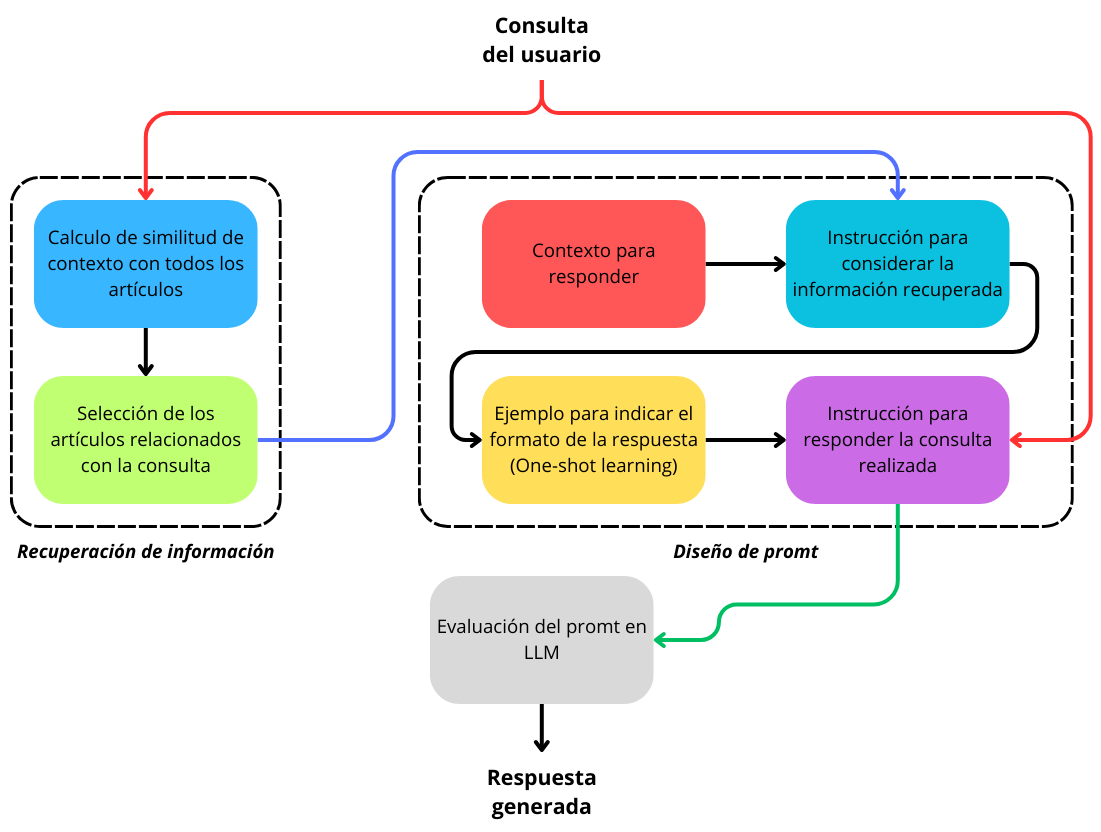 Consulta
del usuario
Calculo de similitud de
contexto con todos los
artículos
Selección de los
artículos relacionados
con la consulta
Recuperación de información
Contexto para
responder
Instrucción para
considerar la
información recuperada
Ejemplo para indicar el
formato de la respuesta
(One-shot learning)
Instrucción para
responder la consulta
realizada
Diseño de promt
Evaluación del promt en
LLM
Respuesta
generada